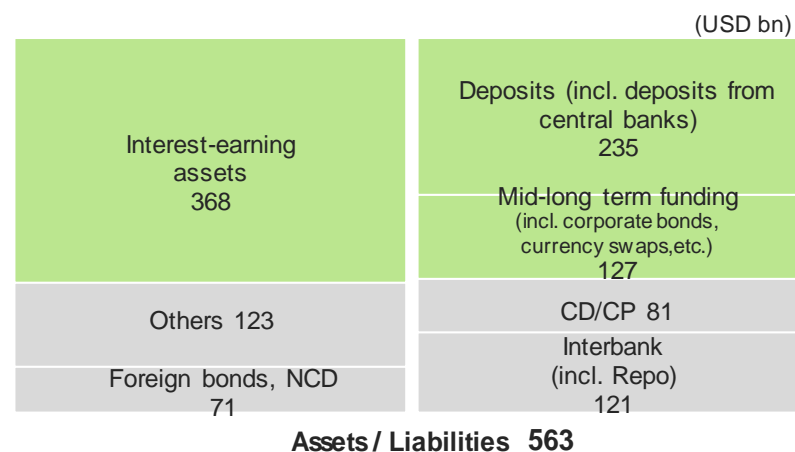 (USD bn)
Interest-earning
assets
368
Others 123
Foreign bonds, NCD
71
Deposits (incl. deposits from
central banks)
235
Mid-long term funding
(incl. corporate bonds,
currency swaps,etc.)
127
CD/CP 81
Interbank
(incl. Repo)
121
Assets / Liabilities 563